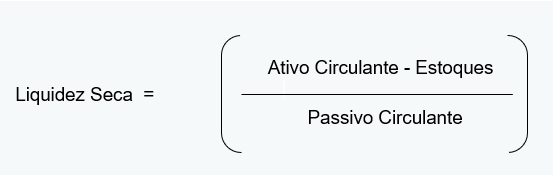 Ativo Circulante - Estoques
Liquidez Seca =
Passivo Circulante